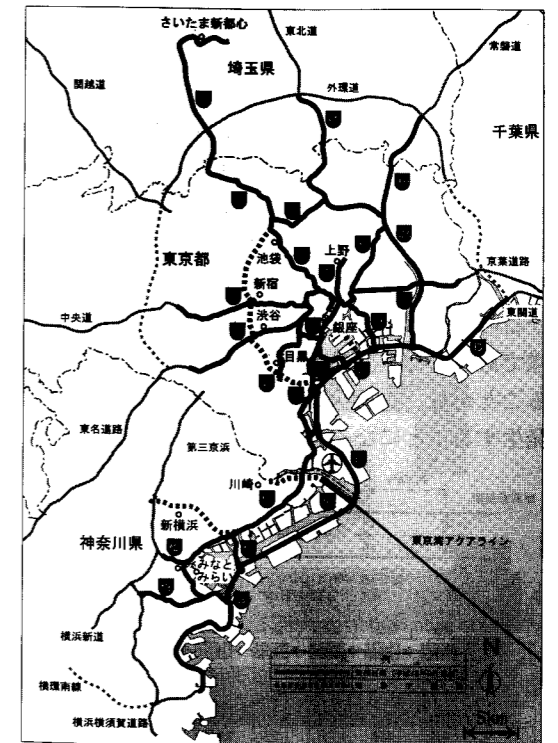 さいたま新都心
東北道
常磐道
関越道
埼玉県
外環道
千葉県
東京都
池袋
上野
新宿
京葉道路
中央道
渋谷
銀座
東関道
目黒
東名道路
第三京浜
川崎
新横浜
神奈川県
東京湾アクアライン
みなと
みらい
横浜新道
横環南線
横浜横須賀道路
N
5km